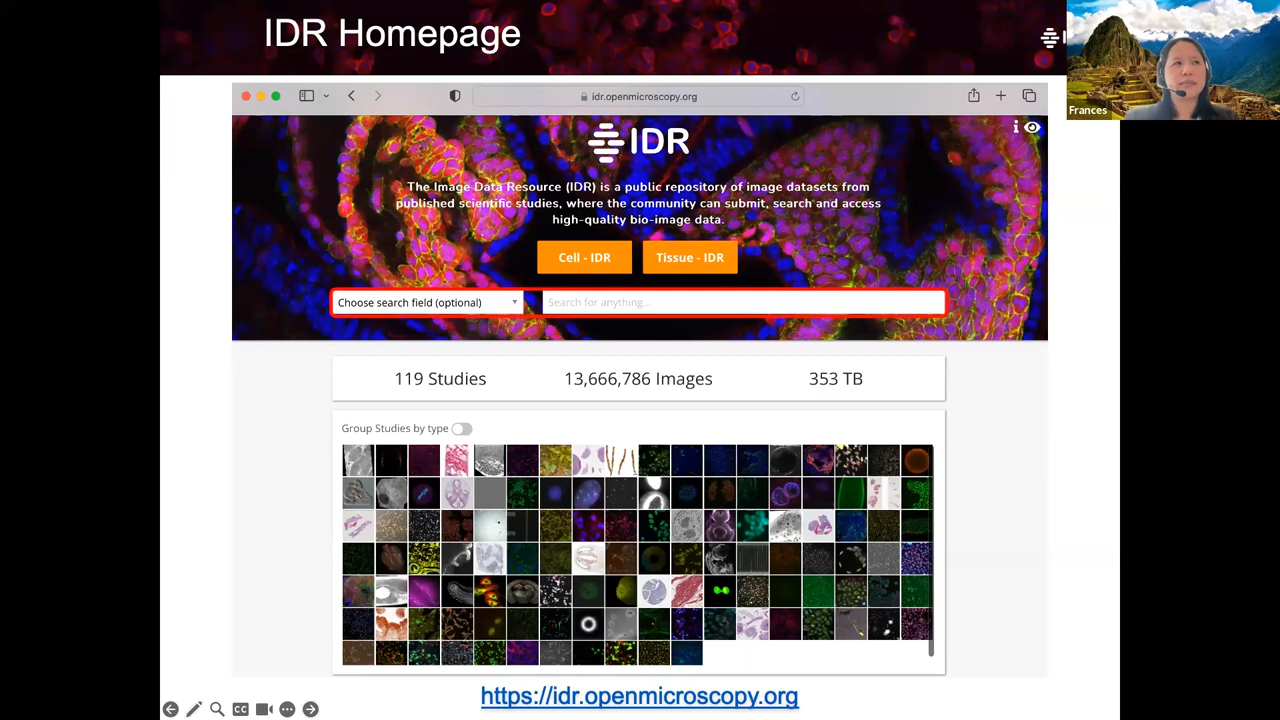 IDR Homepage
Frances
idr.openmicroscopy.org
IDR
The Image Data Resource (IDR) is a public repository of image datasets from
published scientific studies, where the community can submit, search and access
high-quality bio-image data.
Cell - IDR Tissue - IDR
Choose search field (optional) Search for anything...
119 Studies 13,666,786 Images 353 TB
Group Studies by type
https://idr.openmicroscopy.org
CC